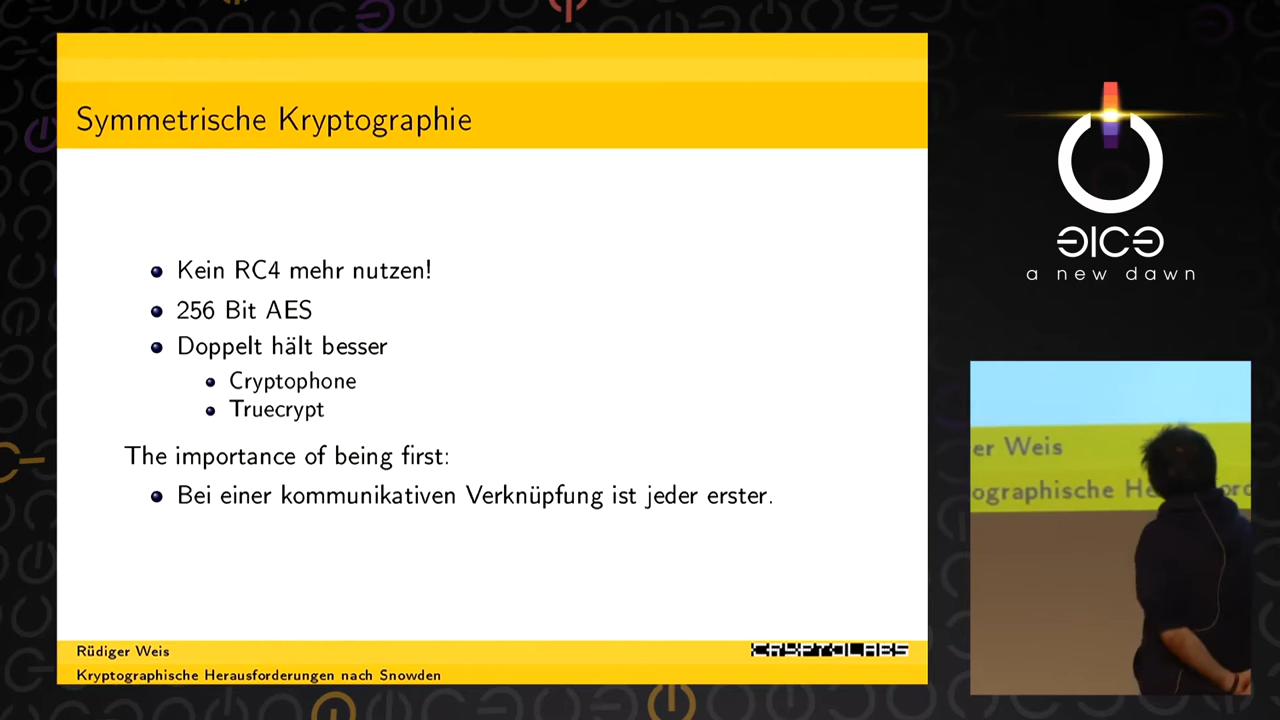 Symmetrische Kryptographie
Kein RC4 mehr nutzen!
256 Bit AES
Doppelt hält besser
Cryptophone
Truecrypt
The importance of being first:
Bei einer kommunikativen Verknüpfung ist jeder erster.
Rüdiger Weis
CRYPTOLABS
Kryptographische Herausforderungen nach Snowden
31C3
a new dawn
er Weis
ographische He